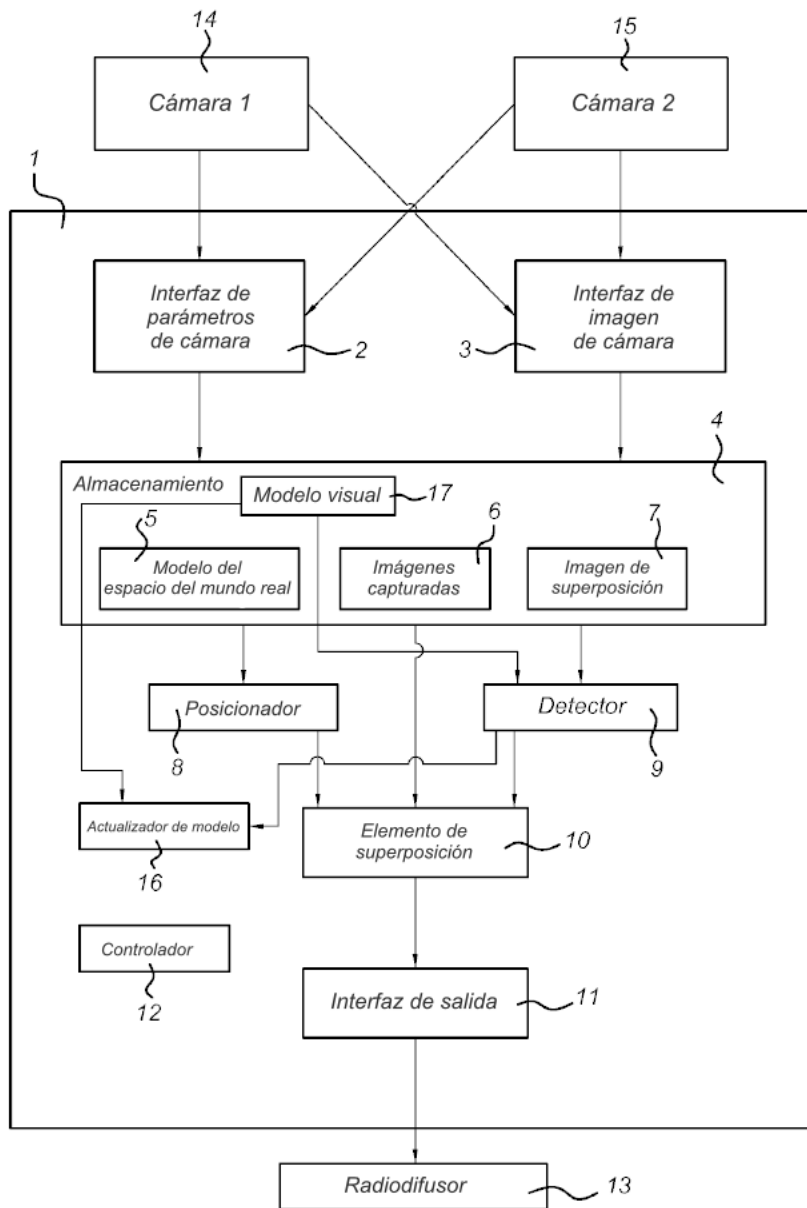 14
15
Cámara 1
Cámara 2
1
Interfaz de
parámetros
de cámara
2
Interfaz de
imagen
de cámara
3
4
Almacenamiento
Modelo visual
17
5
6
7
Modelo del
espacio del mundo real
Imágenes
capturadas
Imagen de
superposición
Posicionador
8
Detector
9
Actualizador de modelo
16
Elemento de
superposición
10
Controlador
12
Interfaz de salida
11
Radiodifusor
13